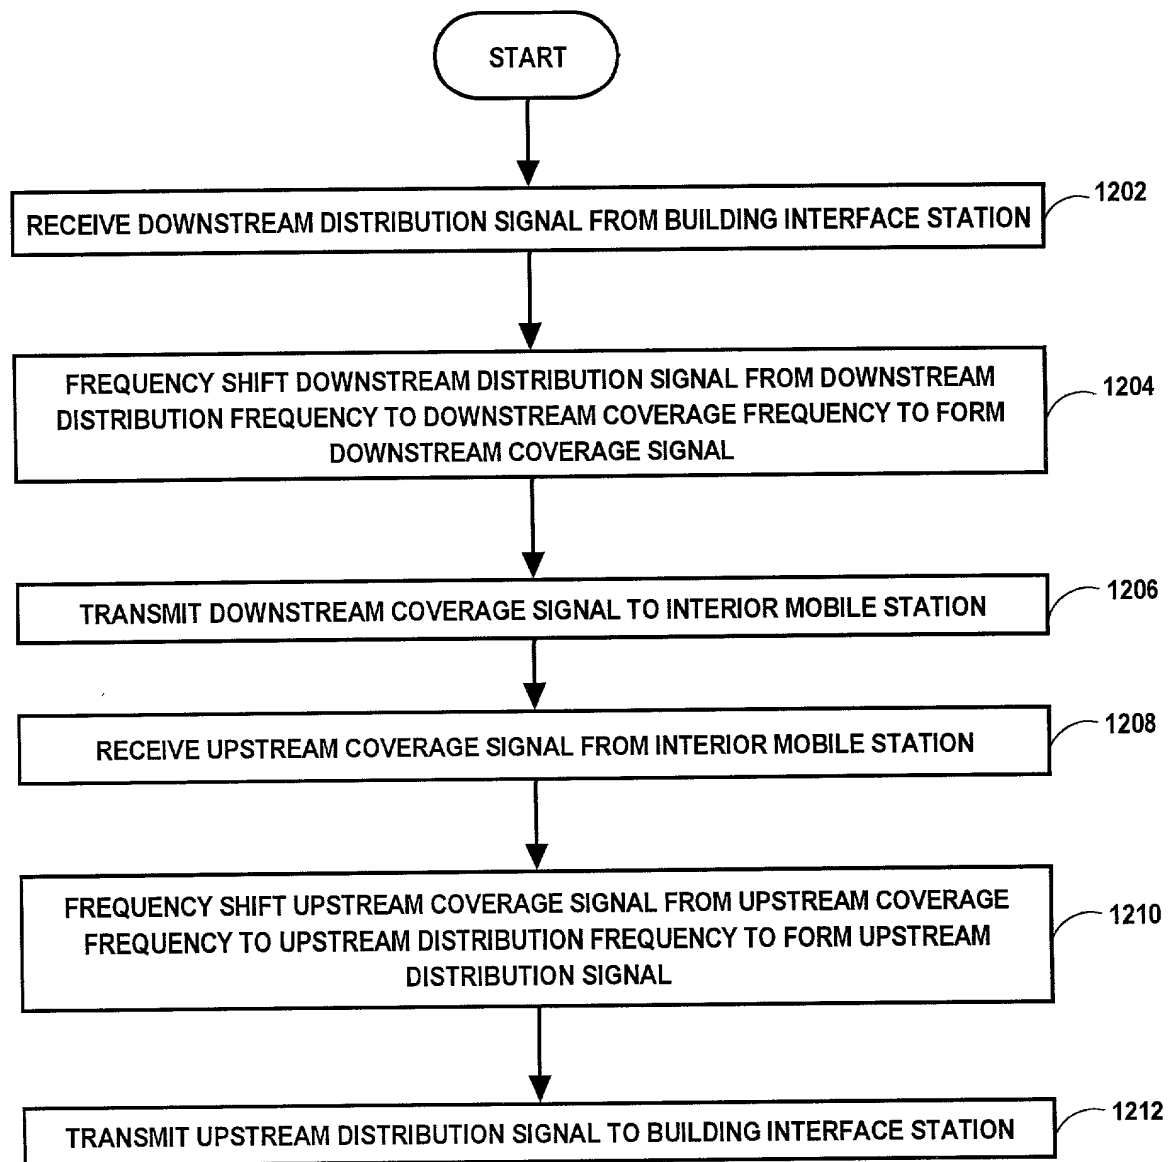 START
RECEIVE DOWNSTREAM DISTRIBUTION SIGNAL FROM BUILDING INTERFACE STATION
1202
FREQUENCY SHIFT DOWNSTREAM DISTRIBUTION SIGNAL FROM DOWNSTREAM
DISTRIBUTION FREQUENCY TO DOWNSTREAM COVERAGE FREQUENCY TO FORM
DOWNSTREAM COVERAGE SIGNAL
1204
TRANSMIT DOWNSTREAM COVERAGE SIGNAL TO INTERIOR MOBILE STATION
1206
RECEIVE UPSTREAM COVERAGE SIGNAL FROM INTERIOR MOBILE STATION
1208
FREQUENCY SHIFT UPSTREAM COVERAGE SIGNAL FROM UPSTREAM COVERAGE
FREQUENCY TO UPSTREAM DISTRIBUTION FREQUENCY TO FORM UPSTREAM
DISTRIBUTION SIGNAL
1210
TRANSMIT UPSTREAM DISTRIBUTION SIGNAL TO BUILDING INTERFACE STATION
1212